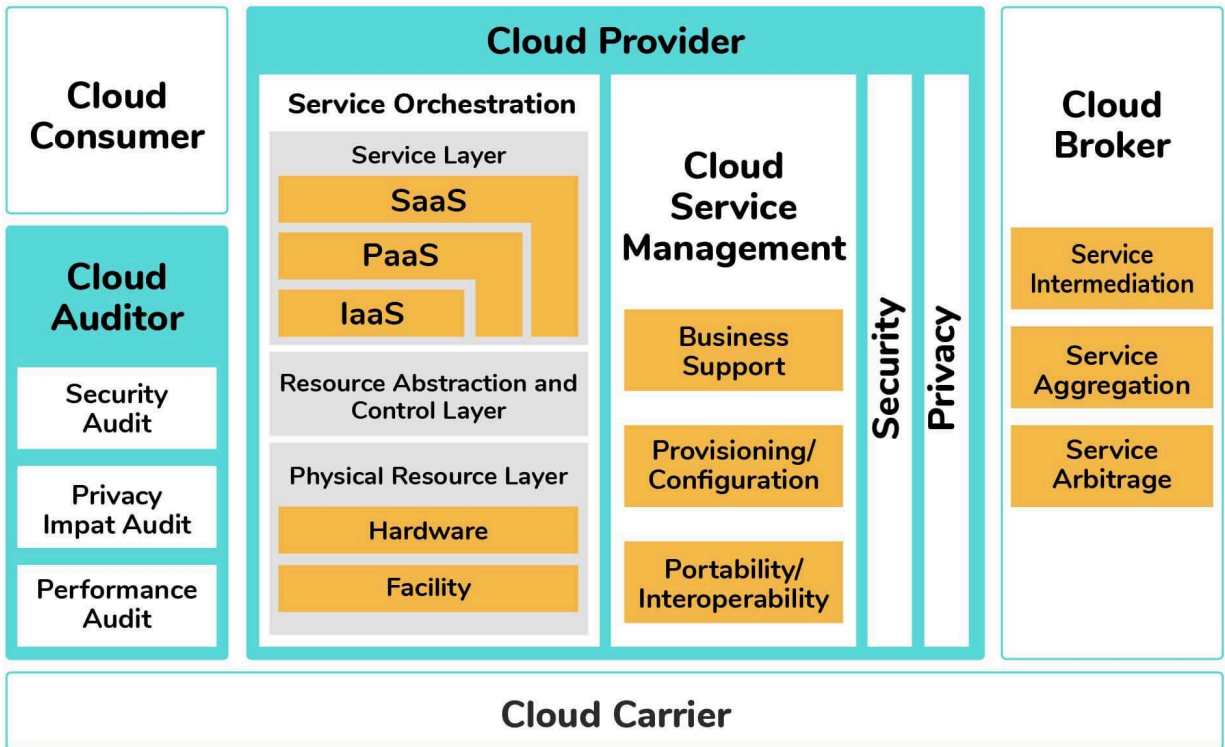 Cloud
Consumer
Cloud
Auditor
Security
Audit
Privacy
Impat Audit
Performance
Audit
Cloud Provider
Service Orchestration
Service Layer
SaaS
PaaS
IaaS
Resource Abstraction and
Control Layer
Physical Resource Layer
Hardware
Facility
Cloud
Service
Management
Business
Support
Provisioning/
Configuration
Portability/
Interoperability
Security
Privacy
Cloud
Broker
Service
Intermediation
Service
Aggregation
Service
Arbitrage
Cloud Carrier